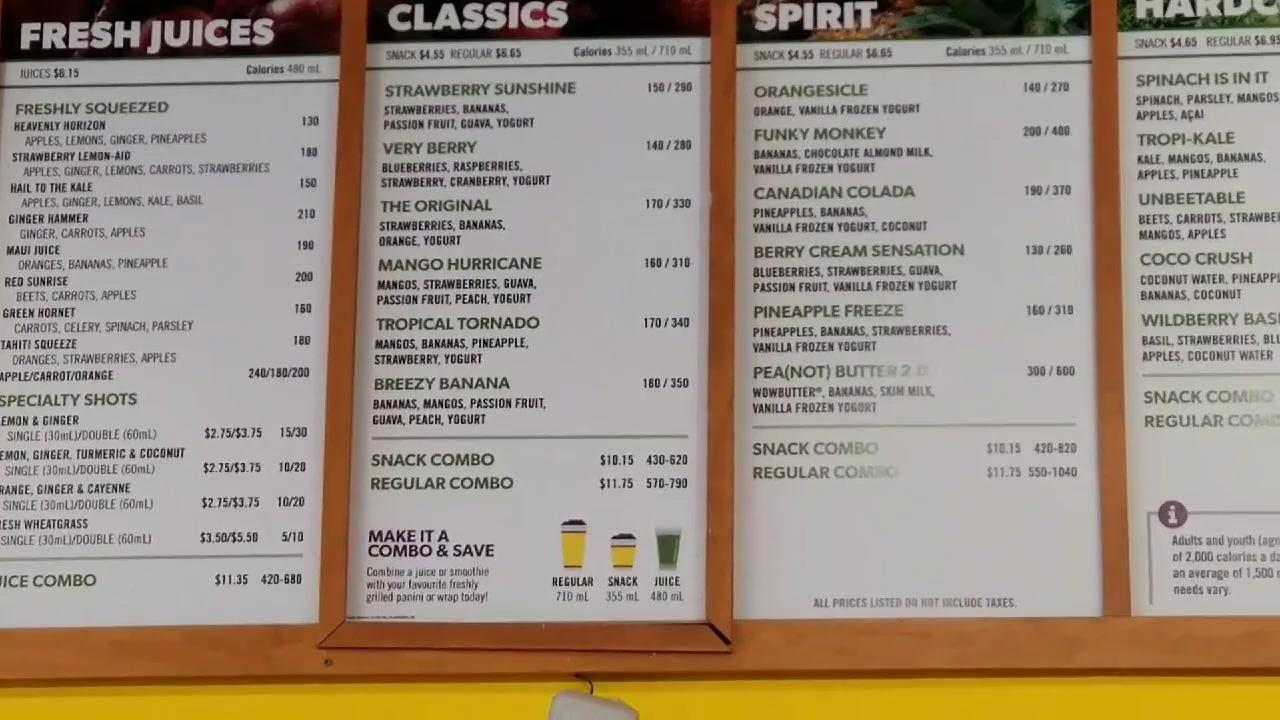 FRESH JUICES
JUICES $6.15 Calories 480 mL
FRESHLY SQUEEZED
HEAVENLY HORIZON 130
APPLES, LEMONS, GINGER, PINEAPPLES
STRAWBERRY LEMON-AID 180
APPLES, GINGER, LEMONS, CARROTS, STRAWBERRIES
HAIL TO THE KALE 150
APPLES, GINGER, LEMONS, KALE, BASIL
GINGER HAMMER 210
GINGER, CARROTS, APPLES
MAUI JUICE 190
ORANGES, BANANAS, PINEAPPLE
RED SUNRISE 200
BEETS, CARROTS, APPLES
GREEN HORNET 160
CARROTS, CELERY, SPINACH, PARSLEY
TAHITI SQUEEZE 180
ORANGES, STRAWBERRIES, APPLES
APPLE/CARROT/ORANGE 240/180/200
SPECIALTY SHOTS
EMON & GINGER
SINGLE (30mL)/DOUBLE (60mL) $2.75/$3.75 15/30
EMON, GINGER, TURMERIC & COCONUT
SINGLE (30mL)/DOUBLE (60mL) $2.75/$3.75 10/20
RANGE, GINGER & CAYENNE
SINGLE (30mL)/DOUBLE (60mL) $2.75/$3.75 10/20
ESH WHEATGRASS
SINGLE (30mL)/DOUBLE (60mL) $3.50/$5.50 5/10
UICE COMBO $11.35 420-680
CLASSICS
SNACK $4.55 REGULAR $6.65 Calories 355 mL / 710 mL
STRAWBERRY SUNSHINE 150 / 290
STRAWBERRIES, BANANAS,
PASSION FRUIT, GUAVA, YOGURT
VERY BERRY 140 / 280
BLUEBERRIES, RASPBERRIES,
STRAWBERRY, CRANBERRY, YOGURT
THE ORIGINAL 170 / 330
STRAWBERRIES, BANANAS,
ORANGE, YOGURT
MANGO HURRICANE 160 / 310
MANGOS, STRAWBERRIES, GUAVA,
PASSION FRUIT, PEACH, YOGURT
TROPICAL TORNADO 170 / 340
MANGOS, BANANAS, PINEAPPLE,
STRAWBERRY, YOGURT
BREEZY BANANA 180 / 350
BANANAS, MANGOS, PASSION FRUIT,
GUAVA, PEACH, YOGURT
SNACK COMBO $10.15 430-620
REGULAR COMBO $11.75 570-790
MAKE IT A
COMBO & SAVE
Combine a juice or smoothie
with your favourite freshly
grilled panini or wrap today!
REGULAR SNACK JUICE
710 mL 355 mL 480 mL
SPIRIT
SNACK $4.55 REGULAR $6.65 Calories 355 mL / 710 mL
ORANGESICLE 140 / 270
ORANGE, VANILLA FROZEN YOGURT
FUNKY MONKEY 200 / 400
BANANAS, CHOCOLATE ALMOND MILK,
VANILLA FROZEN YOGURT
CANADIAN COLADA 190 / 370
PINEAPPLES, BANANAS,
VANILLA FROZEN YOGURT, COCONUT
BERRY CREAM SENSATION 130 / 260
BLUEBERRIES, STRAWBERRIES, GUAVA,
PASSION FRUIT, VANILLA FROZEN YOGURT
PINEAPPLE FREEZE 160 / 310
PINEAPPLES, BANANAS, STRAWBERRIES,
VANILLA FROZEN YOGURT
PEA(NOT) BUTTER 2.0 300 / 600
WOWBUTTER®, BANANAS, SKIM MILK,
VANILLA FROZEN YOGURT
SNACK COMBO $10.15 420-820
REGULAR COMBO $11.75 550-1040
ALL PRICES LISTED DO NOT INCLUDE TAXES.
HARDC
SNACK $4.65 REGULAR $6.95
SPINACH IS IN IT
SPINACH, PARSLEY, MANGOS
APPLES, AÇAI
TROPI-KALE
KALE, MANGOS, BANANAS,
APPLES, PINEAPPLE
UNBEETABLE
BEETS, CARROTS, STRAWBE
MANGOS, APPLES
COCO CRUSH
COCONUT WATER, PINEAPP
BANANAS, COCONUT
WILDBERRY BASI
BASIL, STRAWBERRIES, BLU
APPLES, COCONUT WATER
SNACK COMBO
REGULAR COMB
i
Adults and youth (age
of 2,000 calories a da
an average of 1,500 c
needs vary.